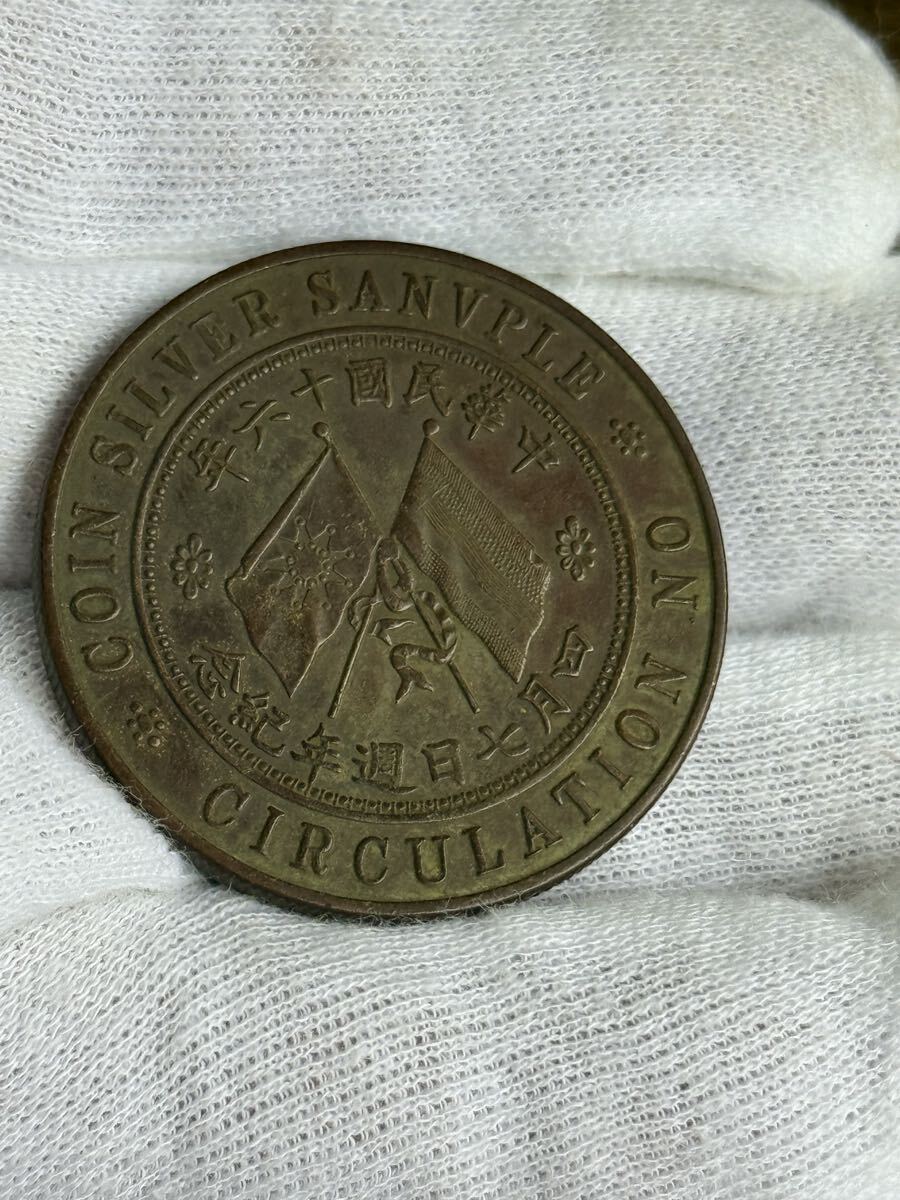 COIN SILVER SANVPLE
CIRCULATION NO
中華民國十六年
四月七日週年紀念